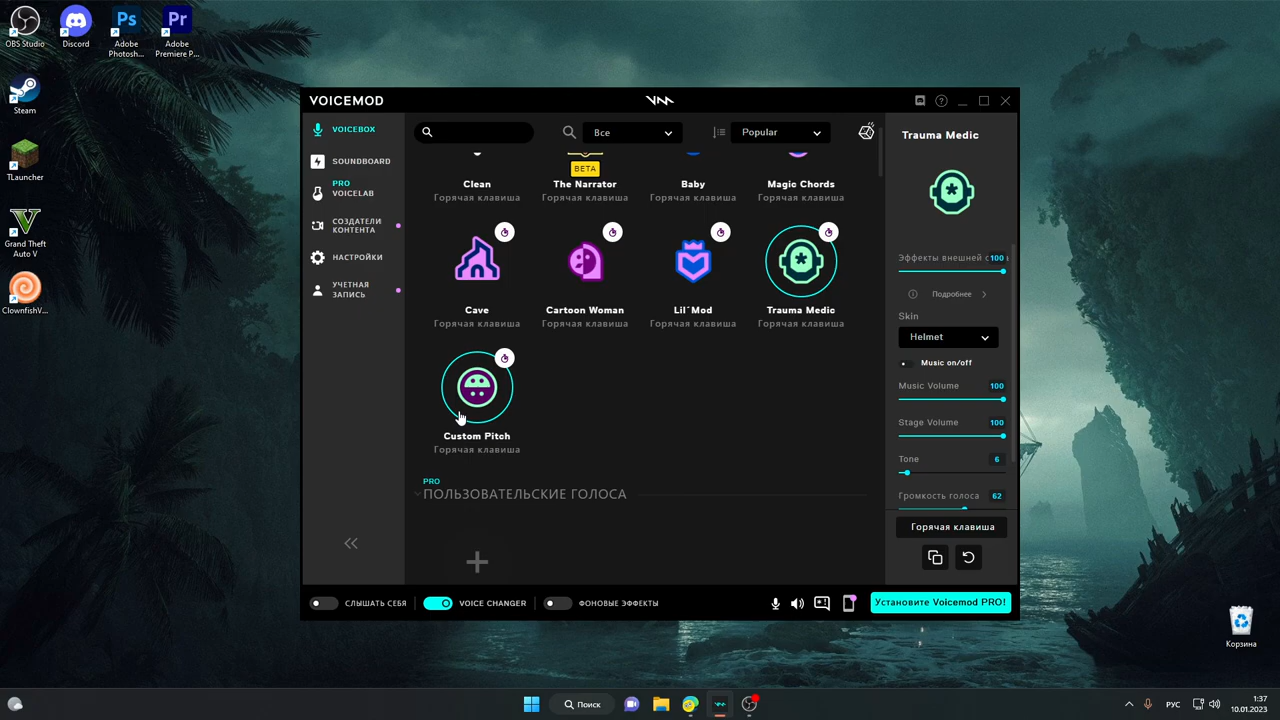 OBS Studio
Discord
Adobe Photosh...
Adobe Premiere P...
Steam
TLauncher
Grand Theft Auto V
ClownfishV...
VOICEMOD
VOICEBOX
SOUNDBOARD
PRO
VOICELAB
СОЗДАТЕЛИ КОНТЕНТА
НАСТРОЙКИ
УЧЕТНАЯ ЗАПИСЬ
Все
Popular
BETA
Clean
The Narrator
Baby
Magic Chords
Горячая клавиша
Горячая клавиша
Горячая клавиша
Горячая клавиша
Cave
Cartoon Woman
Lil´Mod
Trauma Medic
Горячая клавиша
Горячая клавиша
Горячая клавиша
Горячая клавиша
Custom Pitch
Горячая клавиша
PRO
ПОЛЬЗОВАТЕЛЬСКИЕ ГОЛОСА
Trauma Medic
Эффекты внешней 100
Подробнее
Skin
Helmet
Music on/off
Music Volume 100
Stage Volume 100
Tone 6
Громкость голоса 62
Горячая клавиша
СЛЫШАТЬ СЕБЯ
VOICE CHANGER
ФОНОВЫЕ ЭФФЕКТЫ
Установите Voicemod PRO!
Корзина
Поиск
РУС
1:37
10.01.2023